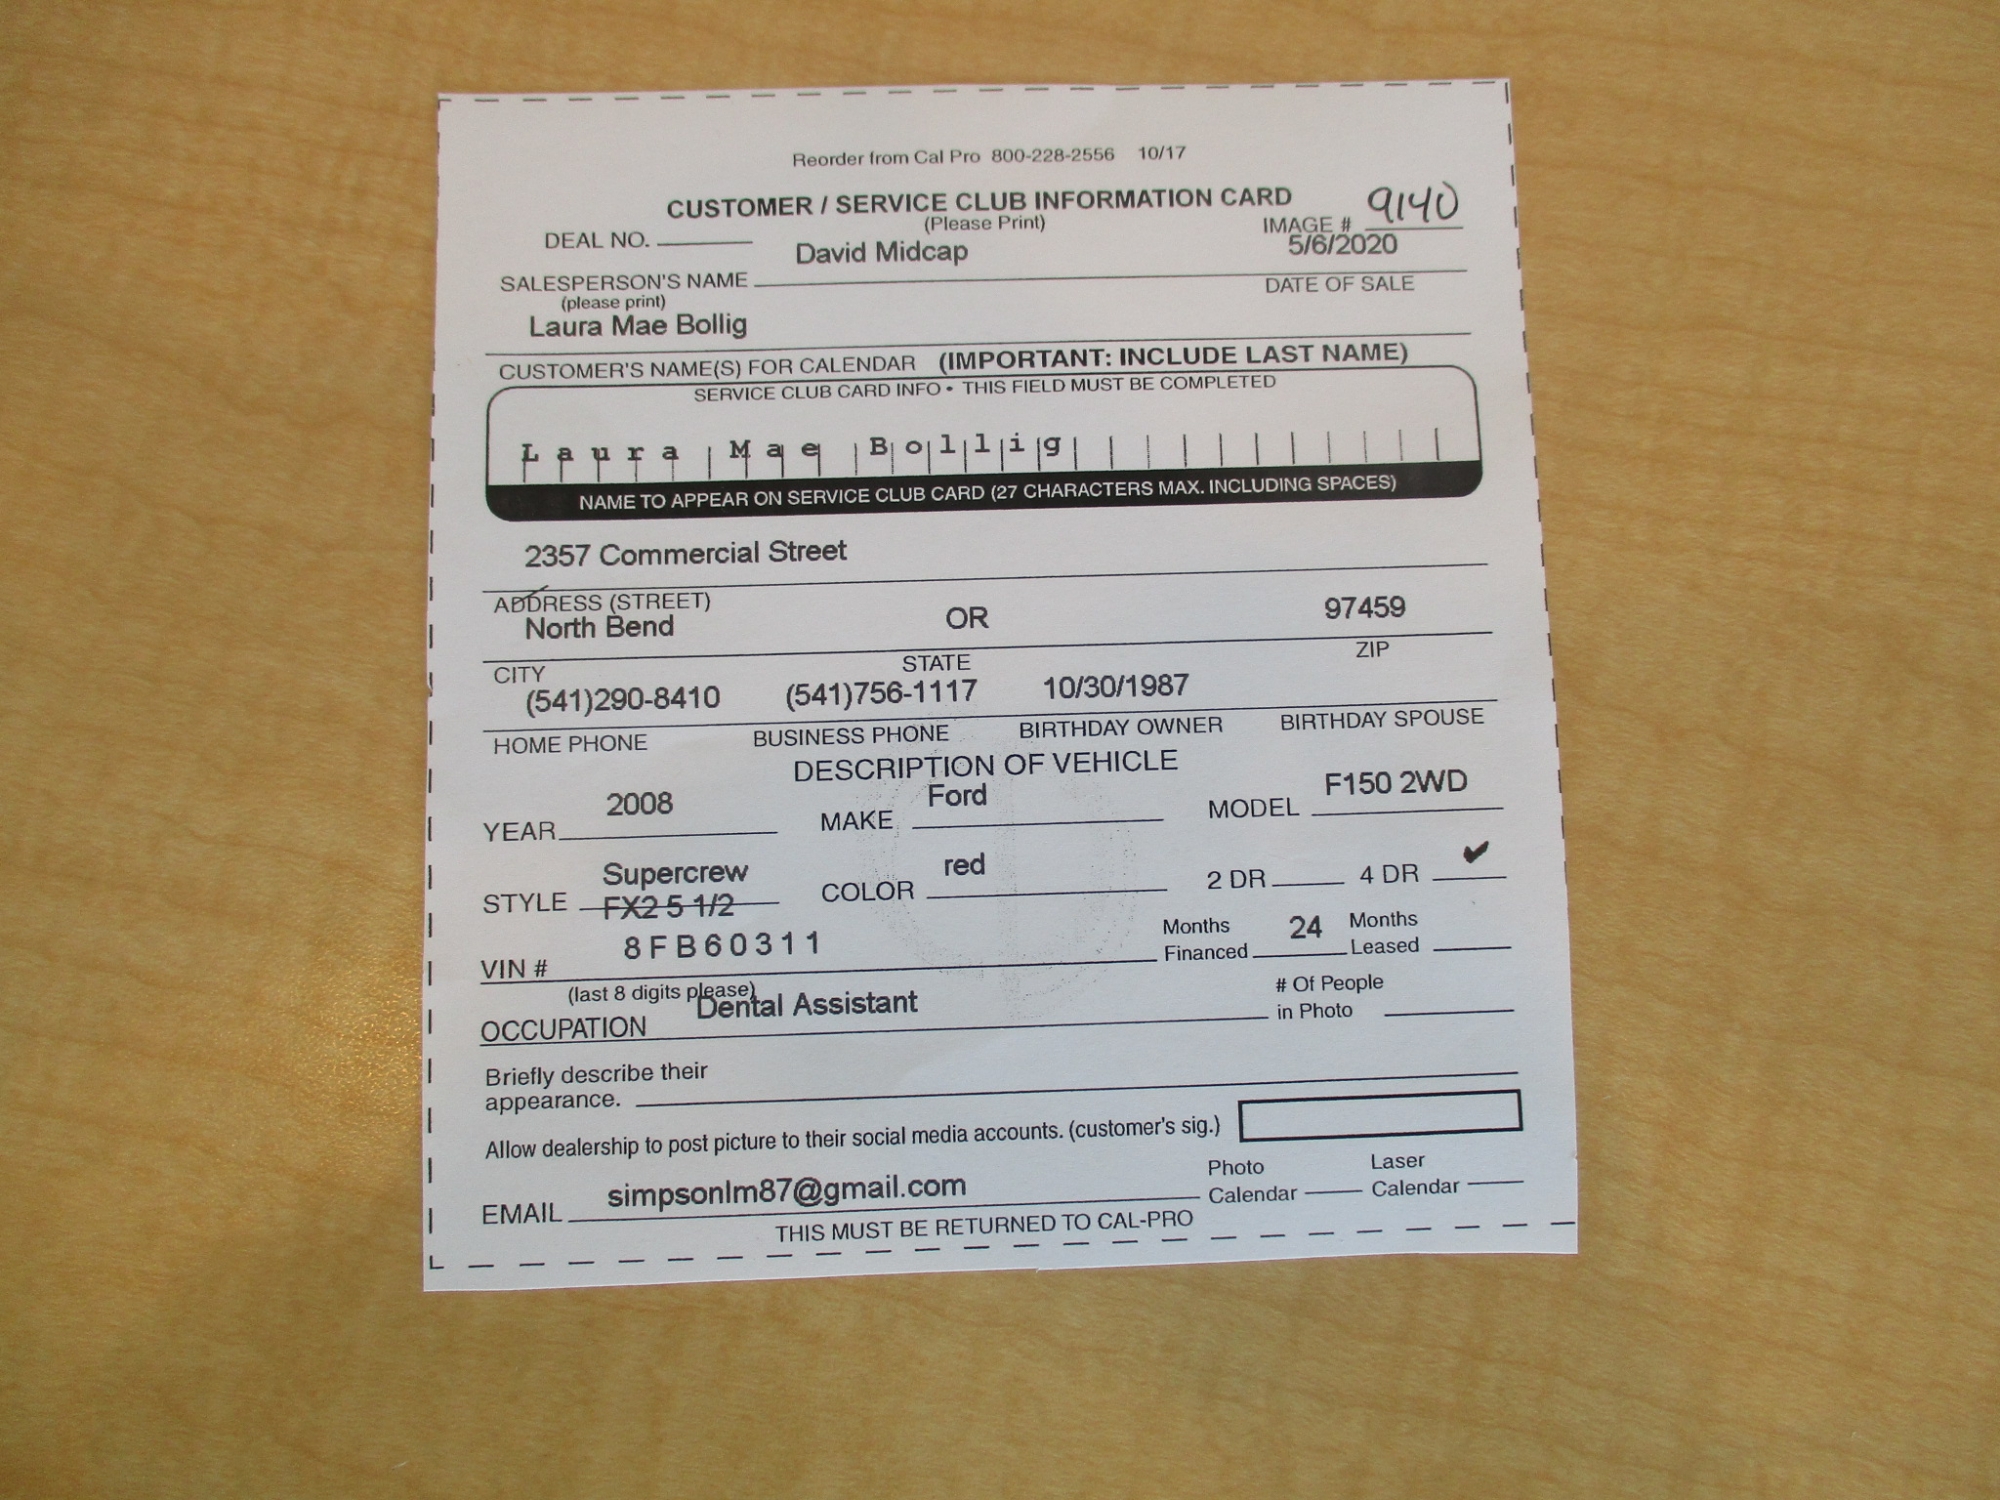 Reorder from Cal Pro 800-228-2556 10/17
CUSTOMER / SERVICE CLUB INFORMATION CARD
(Please Print)
IMAGE # 9140
DEAL NO.
David Midcap 5/6/2020
SALESPERSON'S NAME DATE OF SALE
(please print)
Laura Mae Bollig
CUSTOMER'S NAME(S) FOR CALENDAR (IMPORTANT: INCLUDE LAST NAME)
SERVICE CLUB CARD INFO • THIS FIELD MUST BE COMPLETED
Laura Mae Bollig
NAME TO APPEAR ON SERVICE CLUB CARD (27 CHARACTERS MAX. INCLUDING SPACES)
2357 Commercial Street
ADDRESS (STREET)
North Bend OR 97459
CITY STATE ZIP
(541)290-8410 (541)756-1117 10/30/1987
HOME PHONE BUSINESS PHONE BIRTHDAY OWNER BIRTHDAY SPOUSE
DESCRIPTION OF VEHICLE
YEAR 2008 MAKE Ford MODEL F150 2WD
Supercrew
STYLE FX2 5 1/2 COLOR red 2 DR 4 DR ✔
8FB60311
Months Financed 24 Months Leased
VIN #
(last 8 digits please)
OCCUPATION Dental Assistant
# Of People
in Photo
Briefly describe their
appearance.
Allow dealership to post picture to their social media accounts. (customer's sig.)
Photo Laser
EMAIL simpsonlm87@gmail.com Calendar Calendar
THIS MUST BE RETURNED TO CAL-PRO